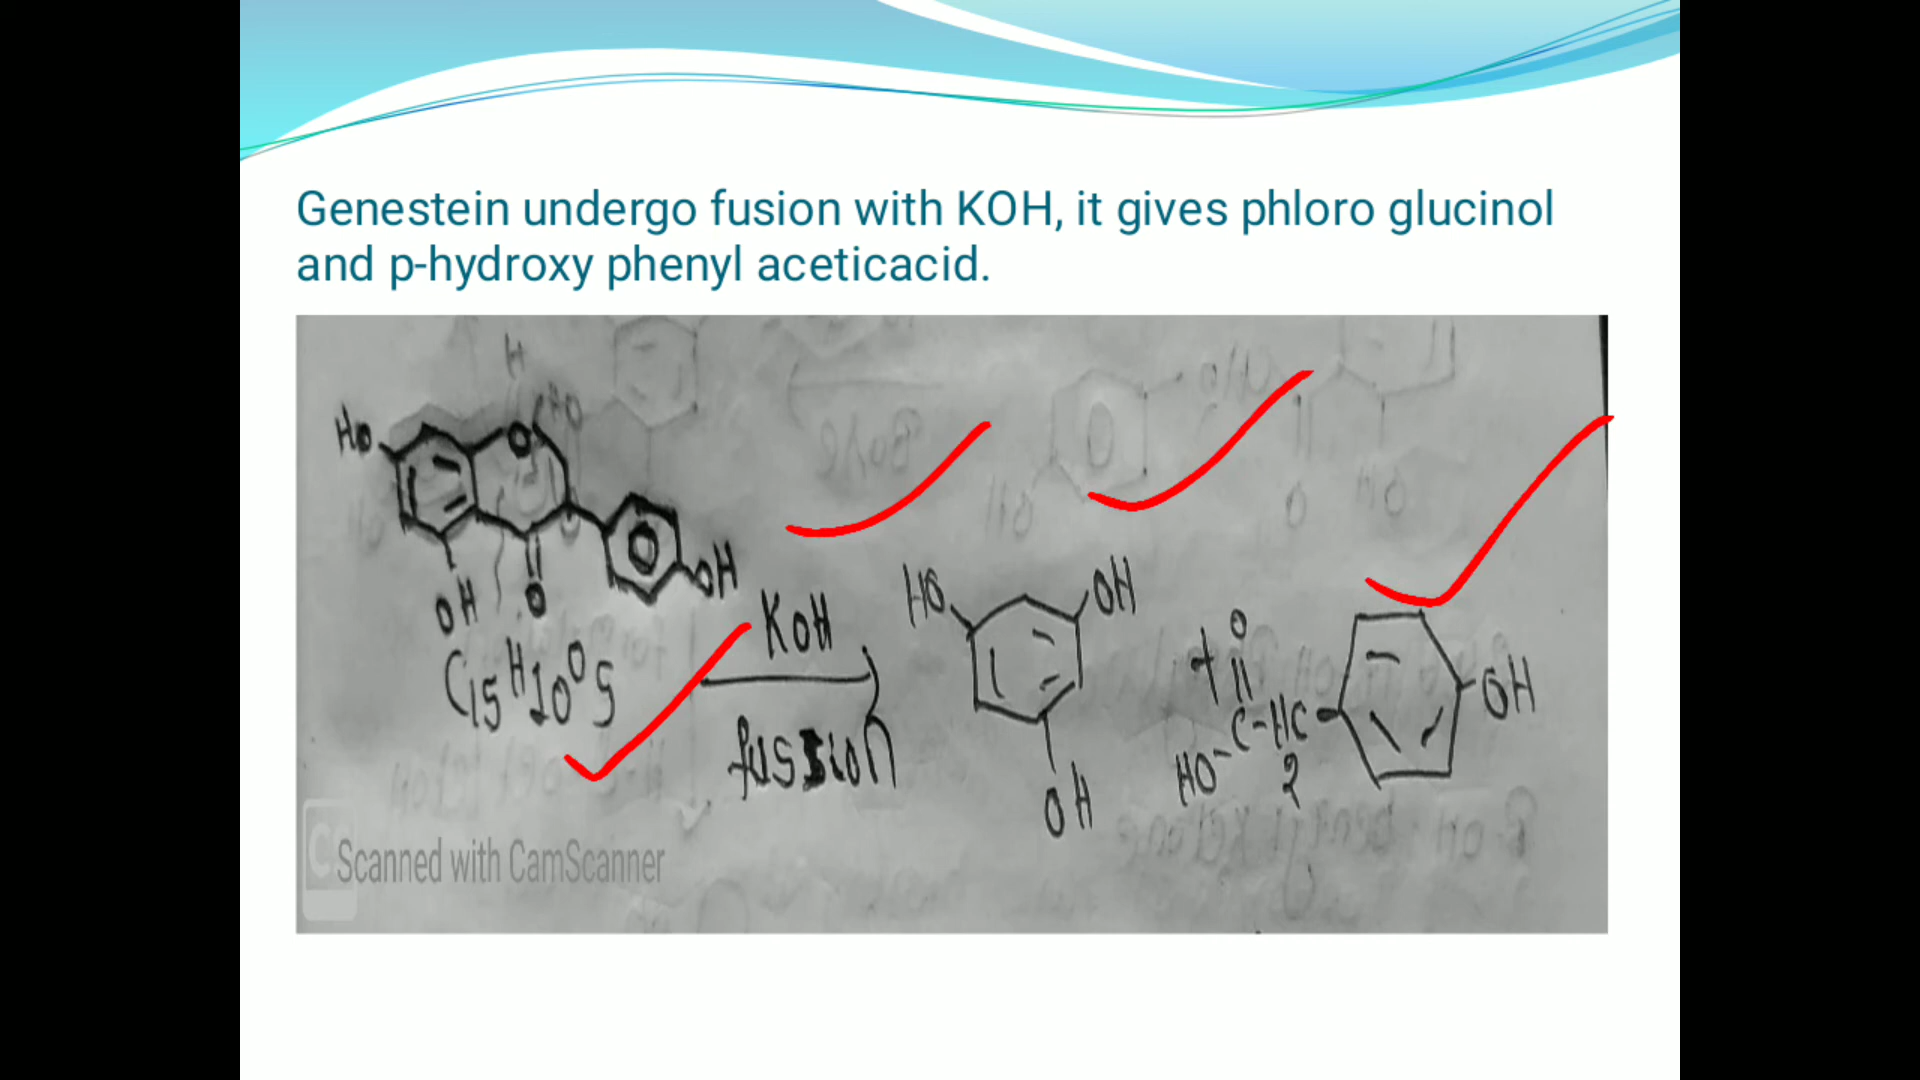 Genestein undergo fusion with KOH, it gives phloro glucinol
and p-hydroxy phenyl aceticacid.
HO
O
OH
O
OH
C15H10O5
KOH
fussion
HO
OH
OH
+
O
HO-C-H2C
OH
Scanned with CamScanner